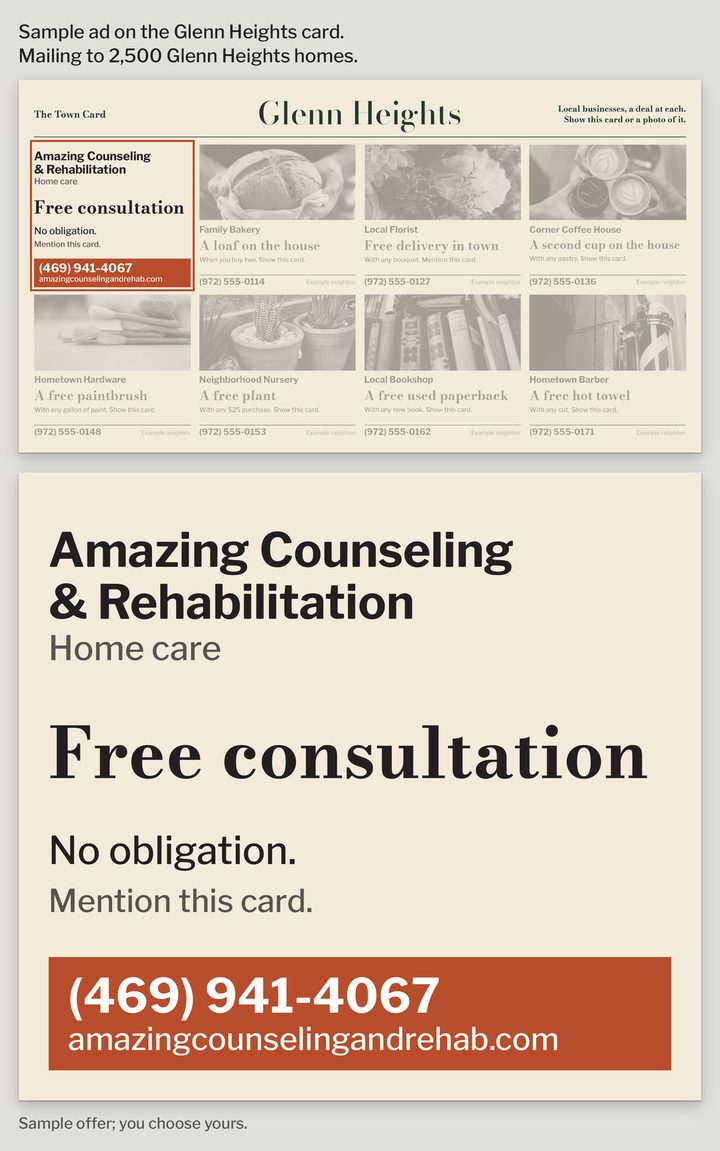 Sample ad on the Glenn Heights card.
Mailing to 2,500 Glenn Heights homes.
The Town Card
Glenn Heights
Local businesses, a deal at each.
Show this card or a photo of it.
Amazing Counseling
& Rehabilitation
Home care
Free consultation
No obligation.
Mention this card.
(469) 941-4067
amazingcounselingandrehab.com
Family Bakery
A loaf on the house
When you buy two. Show this card.
(972) 555-0114
Example neighbor
Local Florist
Free delivery in town
With any bouquet. Mention this card.
(972) 555-0127
Example neighbor
Corner Coffee House
A second cup on the house
With any pastry. Show this card.
(972) 555-0136
Example neighbor
Hometown Hardware
A free paintbrush
With any gallon of paint. Show this card.
(972) 555-0148
Example neighbor
Neighborhood Nursery
A free plant
With any $25 purchase. Show this card.
(972) 555-0153
Example neighbor
Local Bookshop
A free used paperback
With any new book. Show this card.
(972) 555-0162
Example neighbor
Hometown Barber
A free hot towel
With any cut. Show this card.
(972) 555-0171
Example neighbor
Amazing Counseling
& Rehabilitation
Home care
Free consultation
No obligation.
Mention this card.
(469) 941-4067
amazingcounselingandrehab.com
Sample offer; you choose yours.